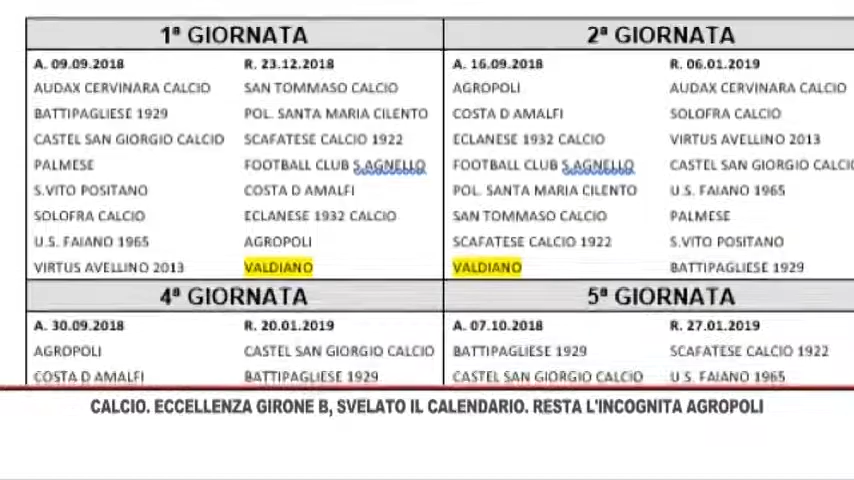 1ª GIORNATA 2ª GIORNATA
A. 09.09.2018 R. 23.12.2018 A. 16.09.2018 R. 06.01.2019
AUDAX CERVINARA CALCIO SAN TOMMASO CALCIO AGROPOLI AUDAX CERVINARA CALCIO
BATTIPAGLIESE 1929 POL. SANTA MARIA CILENTO COSTA D AMALFI SOLOFRA CALCIO
CASTEL SAN GIORGIO CALCIO SCAFATESE CALCIO 1922 ECLANESE 1932 CALCIO VIRTUS AVELLINO 2013
PALMESE FOOTBALL CLUB S.AGNELLO FOOTBALL CLUB S.AGNELLO CASTEL SAN GIORGIO CALCIO
S.VITO POSITANO COSTA D AMALFI POL. SANTA MARIA CILENTO U.S. FAIANO 1965
SOLOFRA CALCIO ECLANESE 1932 CALCIO SAN TOMMASO CALCIO PALMESE
U.S. FAIANO 1965 AGROPOLI SCAFATESE CALCIO 1922 S.VITO POSITANO
VIRTUS AVELLINO 2013 VALDIANO VALDIANO BATTIPAGLIESE 1929
4ª GIORNATA 5ª GIORNATA
A. 30.09.2018 R. 20.01.2019 A. 07.10.2018 R. 27.01.2019
AGROPOLI CASTEL SAN GIORGIO CALCIO BATTIPAGLIESE 1929 SCAFATESE CALCIO 1922
COSTA D AMALFI BATTIPAGLIESE 1929 CASTEL SAN GIORGIO CALCIO U.S. FAIANO 1965
CALCIO. ECCELLENZA GIRONE B, SVELATO IL CALENDARIO. RESTA L'INCOGNITA AGROPOLI